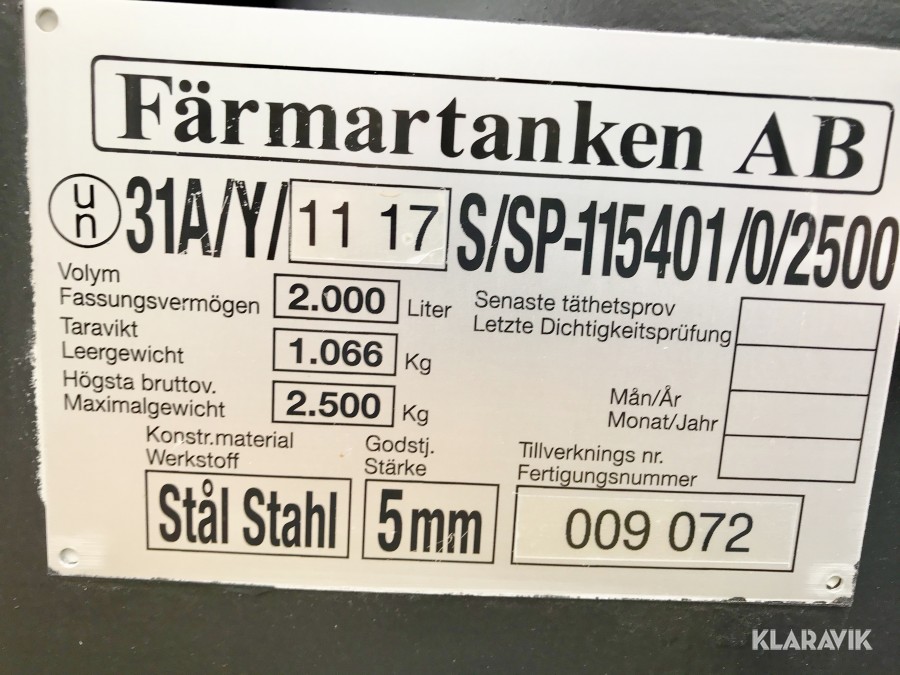 Färmartanken AB
un 31A/Y/ 11 17 S/SP-115401/0/2500
Volym
Fassungsvermögen 2.000 Liter
Taravikt
Leergewicht 1.066 Kg
Högsta bruttov.
Maximalgewicht 2.500 Kg
Senaste täthetsprov
Letzte Dichtigkeitsprüfung
Mån/År
Monat/Jahr
Konstr.material
Werkstoff
Stål Stahl
Godstj.
Stärke
5mm
Tillverknings nr.
Fertigungsnummer
009 072
KLARAVIK